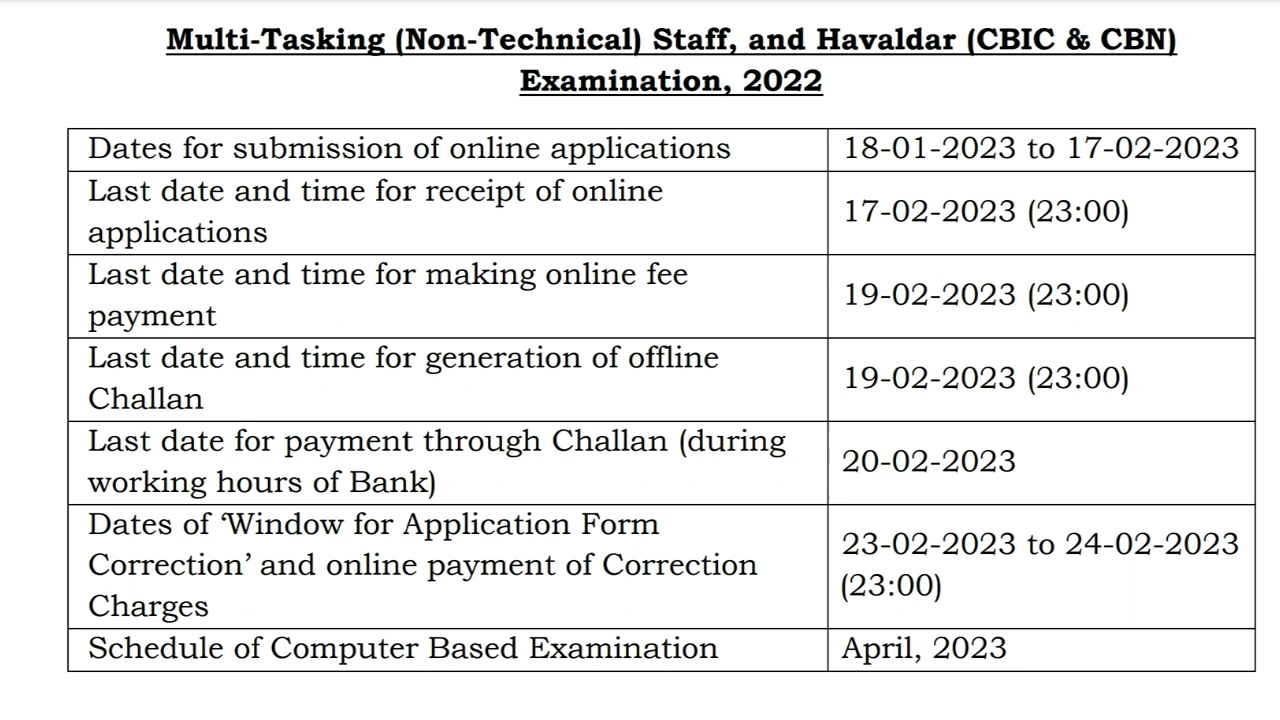 Multi-Tasking (Non-Technical) Staff, and Havaldar (CBIC & CBN)
Examination, 2022
Dates for submission of online applications
18-01-2023 to 17-02-2023
Last date and time for receipt of online
applications
17-02-2023 (23:00)
Last date and time for making online fee
payment
19-02-2023 (23:00)
Last date and time for generation of offline
Challan
19-02-2023 (23:00)
Last date for payment through Challan (during
working hours of Bank)
20-02-2023
Dates of ‘Window for Application Form
Correction’ and online payment of Correction
Charges
23-02-2023 to 24-02-2023
(23:00)
Schedule of Computer Based Examination
April, 2023